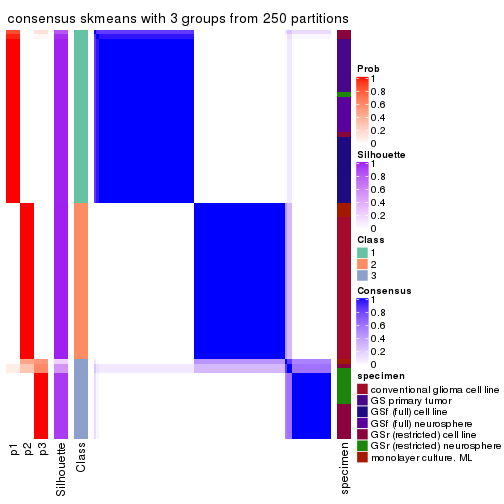 consensus skmeans with 3 groups from 250 partitions
Prob
1
0.8
0.6
0.4
0.2
0
Silhouette
1
0.8
0.6
0.4
0.2
0
Class
1
2
3
Consensus
1
0.8
0.6
0.4
0.2
0
specimen
conventional glioma cell line
GS primary tumor
GSf (full) cell line
GSf (full) neurosphere
GSr (restricted) cell line
GSr (restricted) neurosphere
monolayer culture. ML
p1
p2
p3
Silhouette
Class
specimen